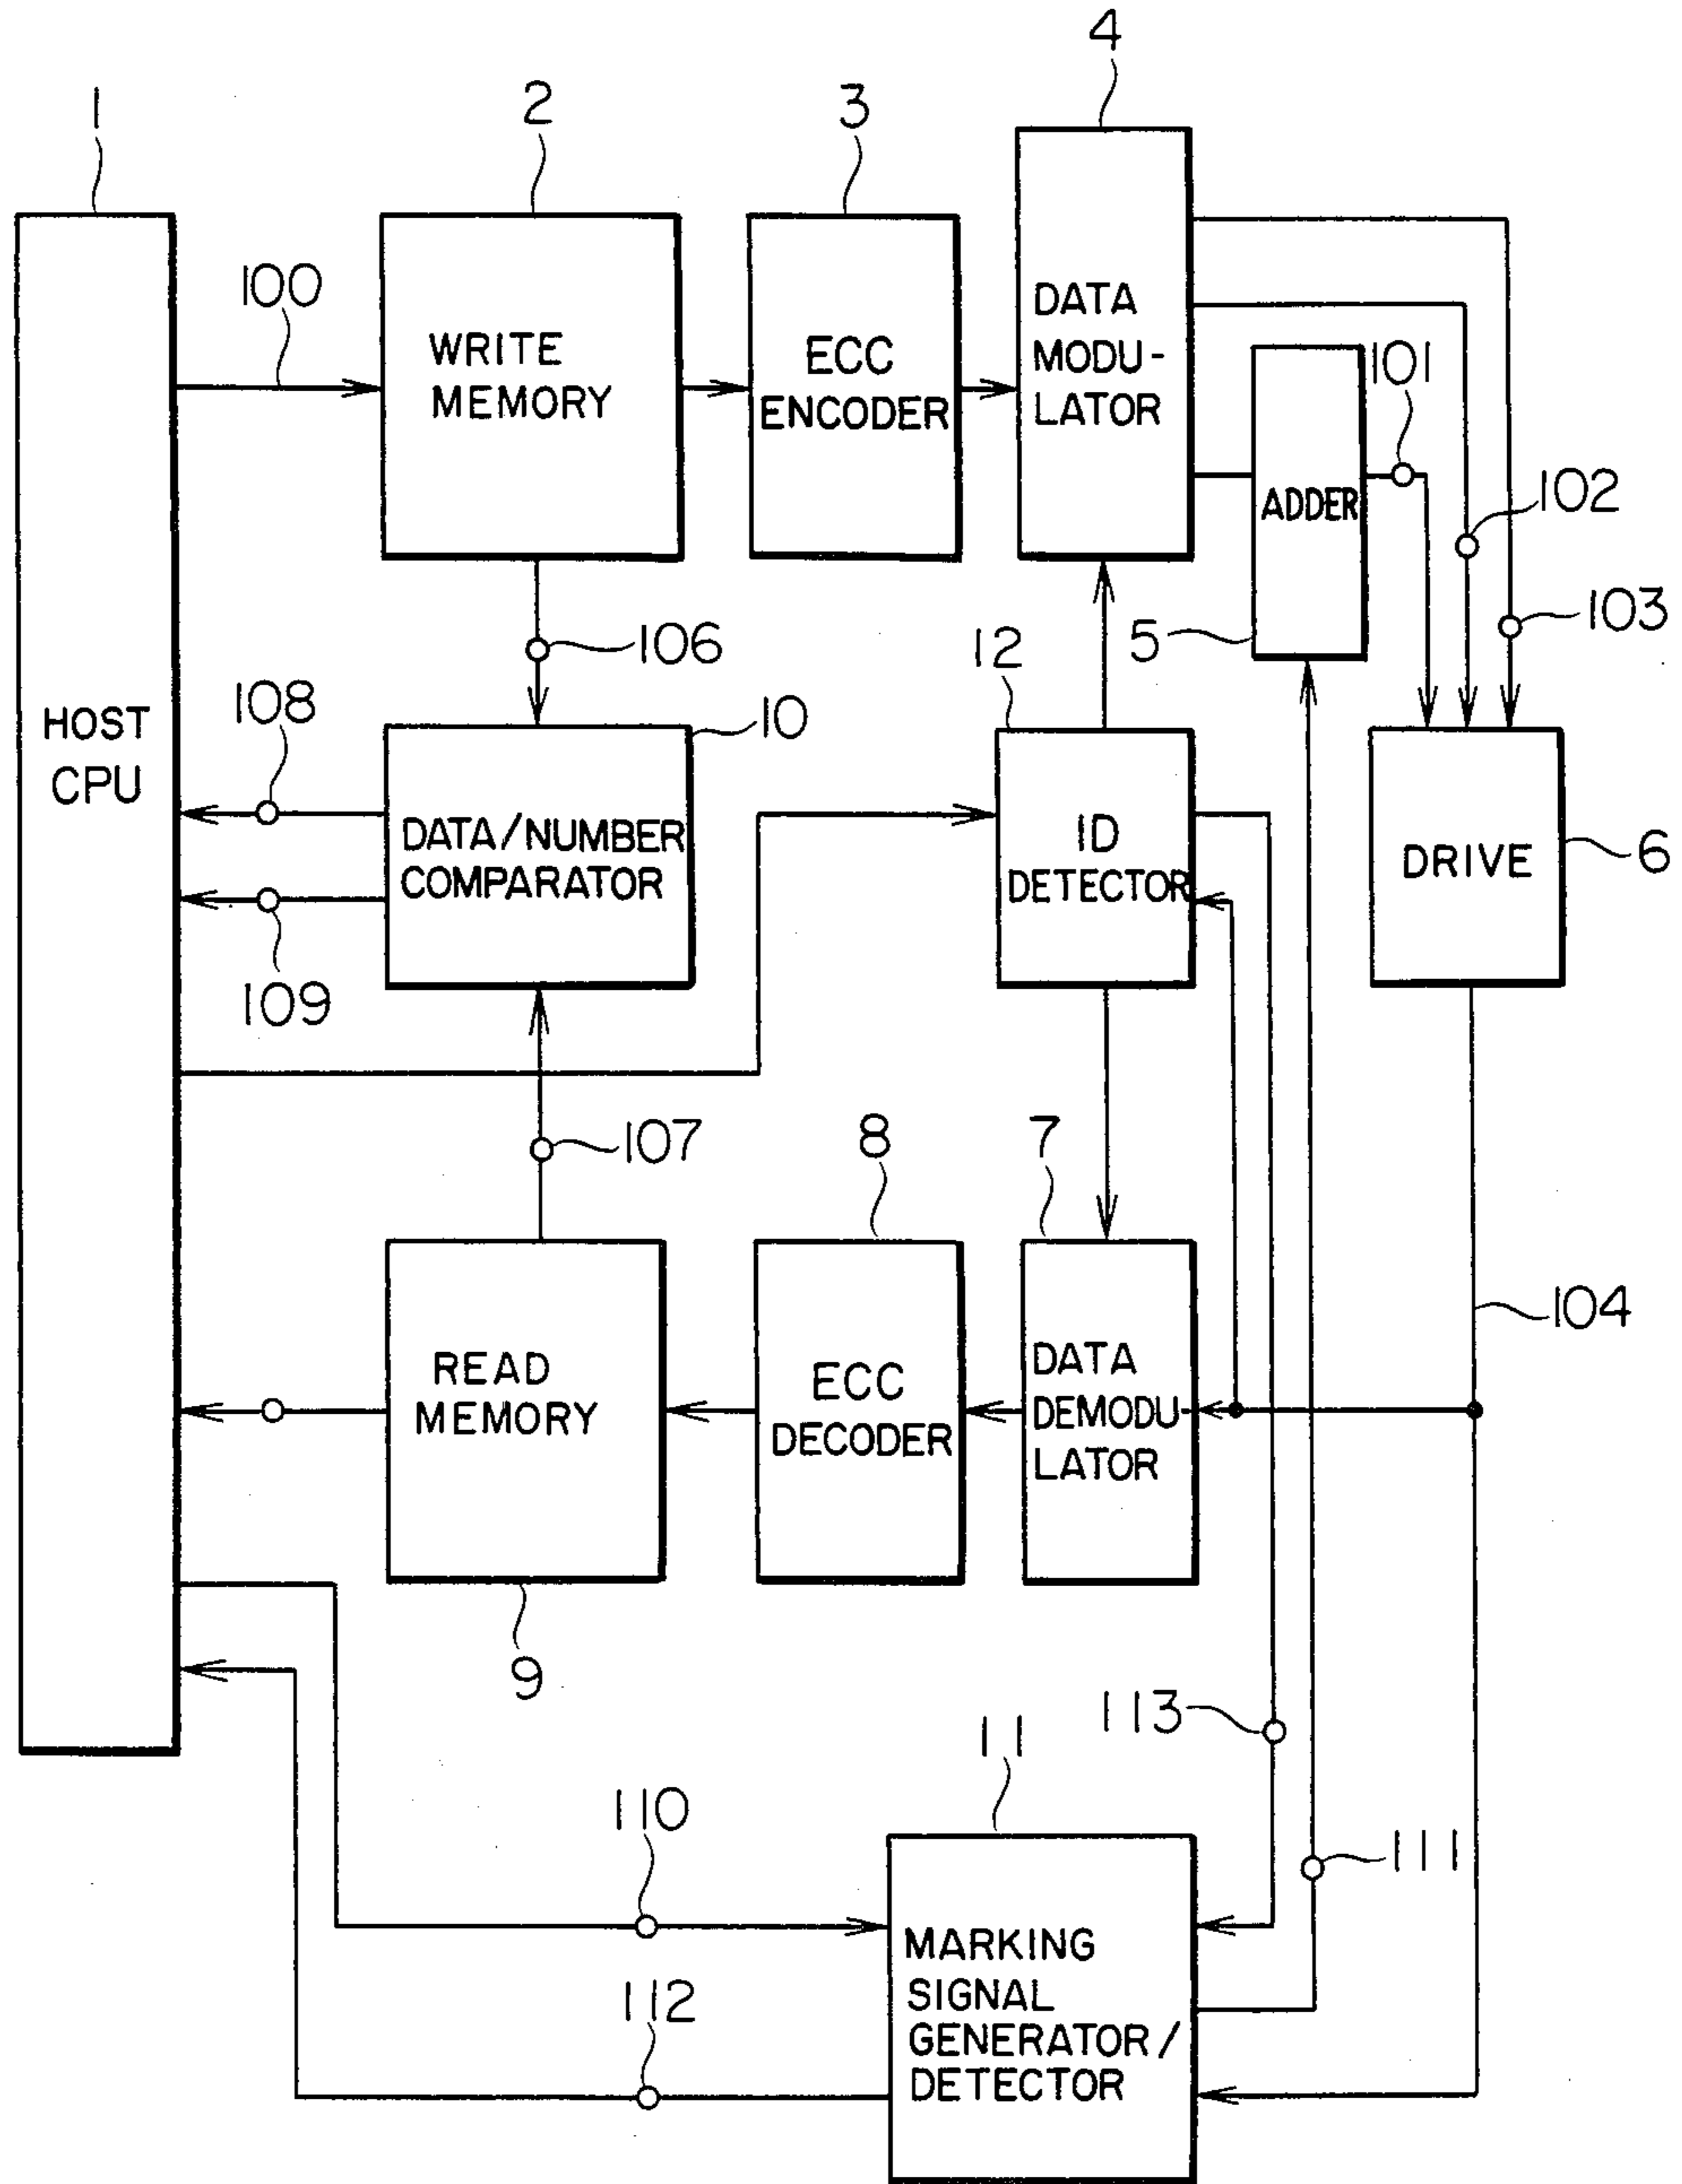 4
1
2
3
100
WRITE
MEMORY
ECC
ENCODER
DATA
MODU-
LATOR
101
ADDER
102
103
106
5
12
HOST
CPU
108
10
DATA/NUMBER
COMPARATOR
ID
DETECTOR
DRIVE
6
109
107
8
7
104
READ
MEMORY
ECC
DECODER
DATA
DEMODU-
LATOR
9
113
11
110
111
MARKING
SIGNAL
GENERATOR/
DETECTOR
112